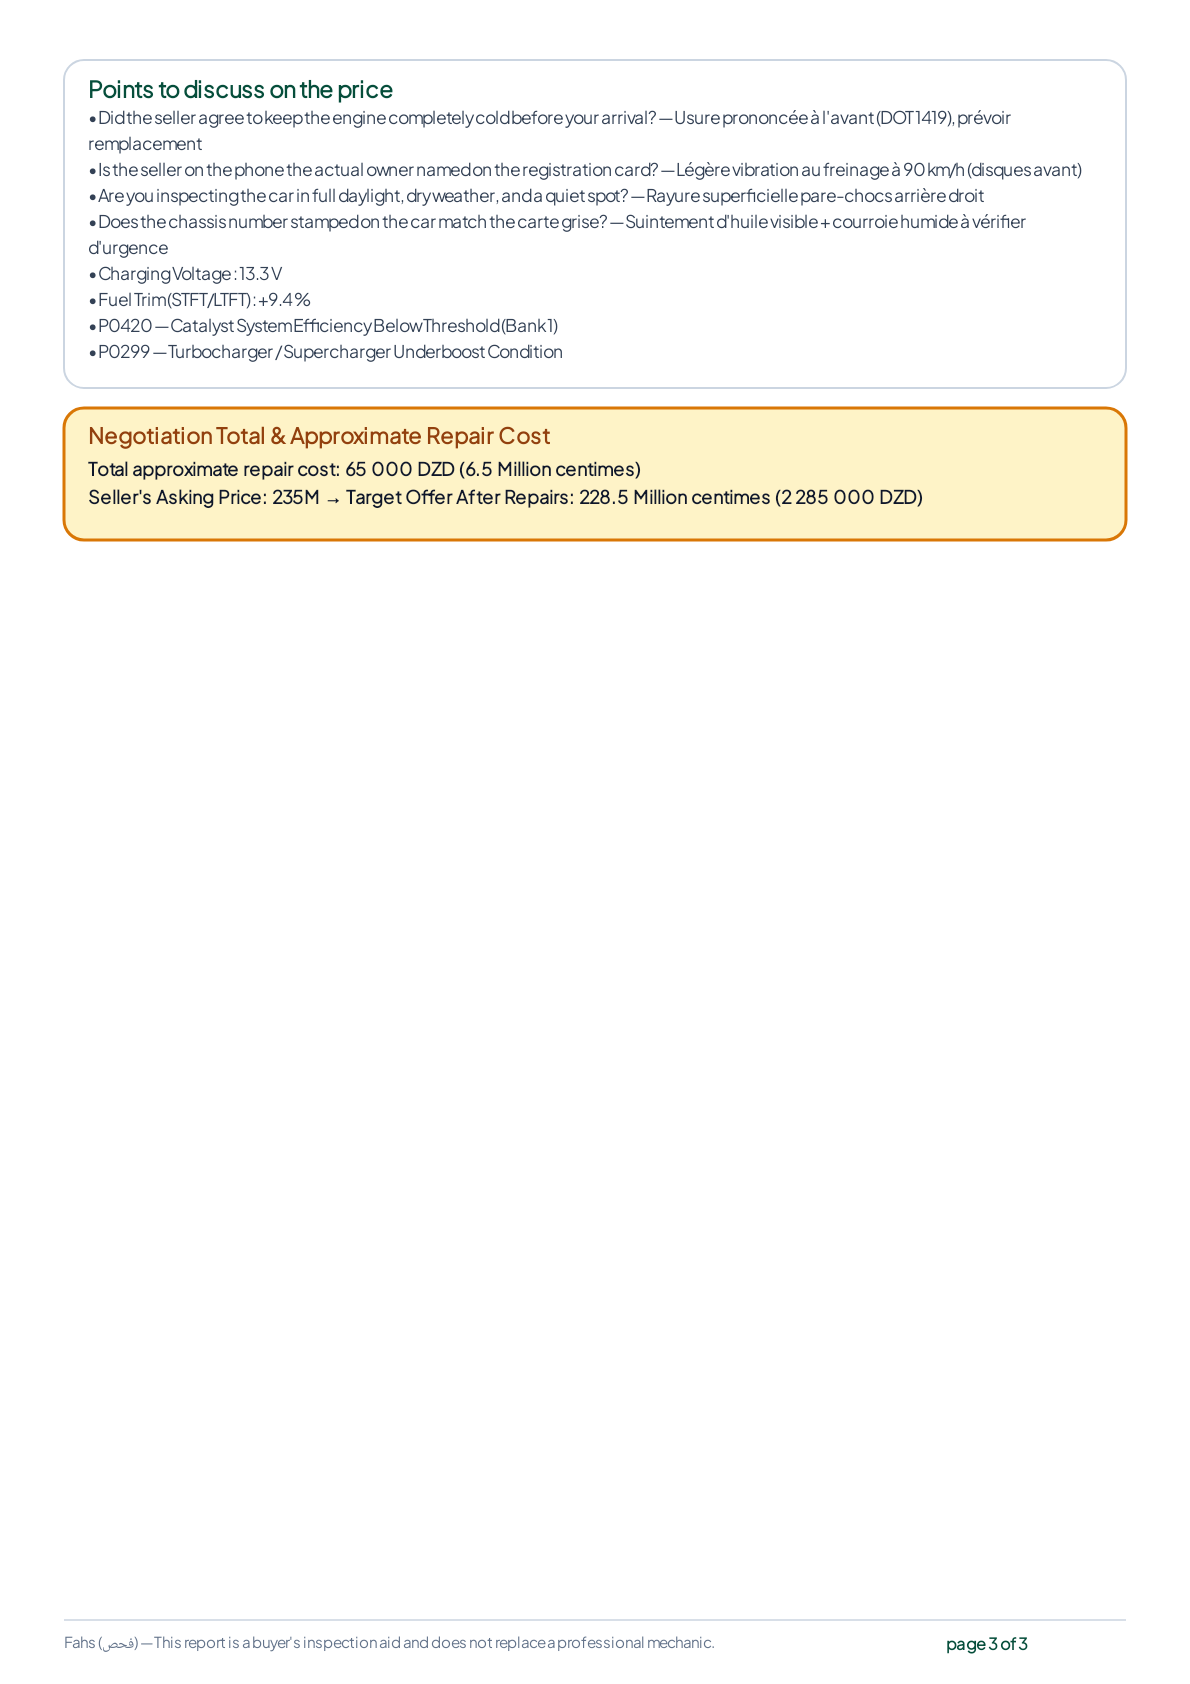 Points to discuss on the price
• Did the seller agree to keep the engine completely cold before your arrival? — Usure prononcée à l'avant (DOT 1419), prévoir
remplacement
• Is the seller on the phone the actual owner named on the registration card? — Légère vibration au freinage à 90 km/h (disques avant)
• Are you inspecting the car in full daylight, dry weather, and a quiet spot? — Rayure superficielle pare-chocs arrière droit
• Does the chassis number stamped on the car match the carte grise? — Suintement d'huile visible + courroie humide à vérifier
d'urgence
• Charging Voltage : 13.3 V
• Fuel Trim (STFT/LTFT) : +9.4 %
• P0420 — Catalyst System Efficiency Below Threshold (Bank 1)
• P0299 — Turbocharger / Supercharger Underboost Condition
Negotiation Total & Approximate Repair Cost
Total approximate repair cost: 65 000 DZD (6.5 Million centimes)
Seller's Asking Price: 235M → Target Offer After Repairs: 228.5 Million centimes (2 285 000 DZD)
Fahs (فحص) — This report is a buyer's inspection aid and does not replace a professional mechanic.
page 3 of 3